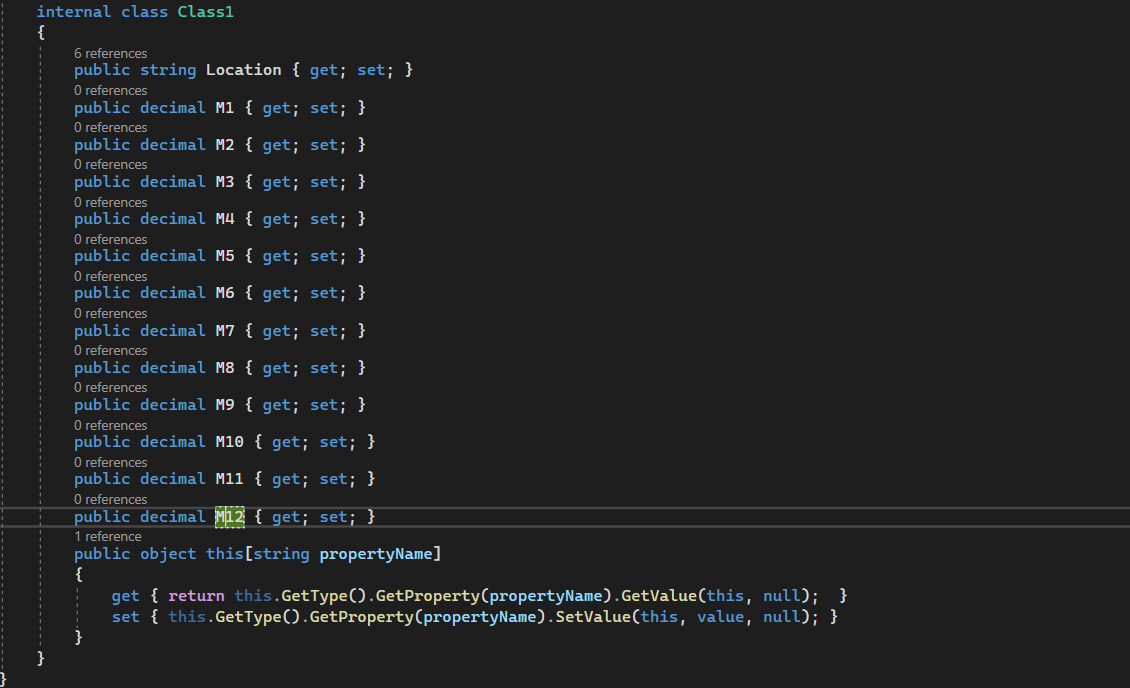 internal class Class1
{
6 references
public string Location { get; set; }
0 references
public decimal M1 { get; set; }
0 references
public decimal M2 { get; set; }
0 references
public decimal M3 { get; set; }
0 references
public decimal M4 { get; set; }
0 references
public decimal M5 { get; set; }
0 references
public decimal M6 { get; set; }
0 references
public decimal M7 { get; set; }
0 references
public decimal M8 { get; set; }
0 references
public decimal M9 { get; set; }
0 references
public decimal M10 { get; set; }
0 references
public decimal M11 { get; set; }
0 references
public decimal M12 { get; set; }
1 reference
public object this[string propertyName]
{
get { return this.GetType().GetProperty(propertyName).GetValue(this, null);  }
set { this.GetType().GetProperty(propertyName).SetValue(this, value, null); }
}
}
}